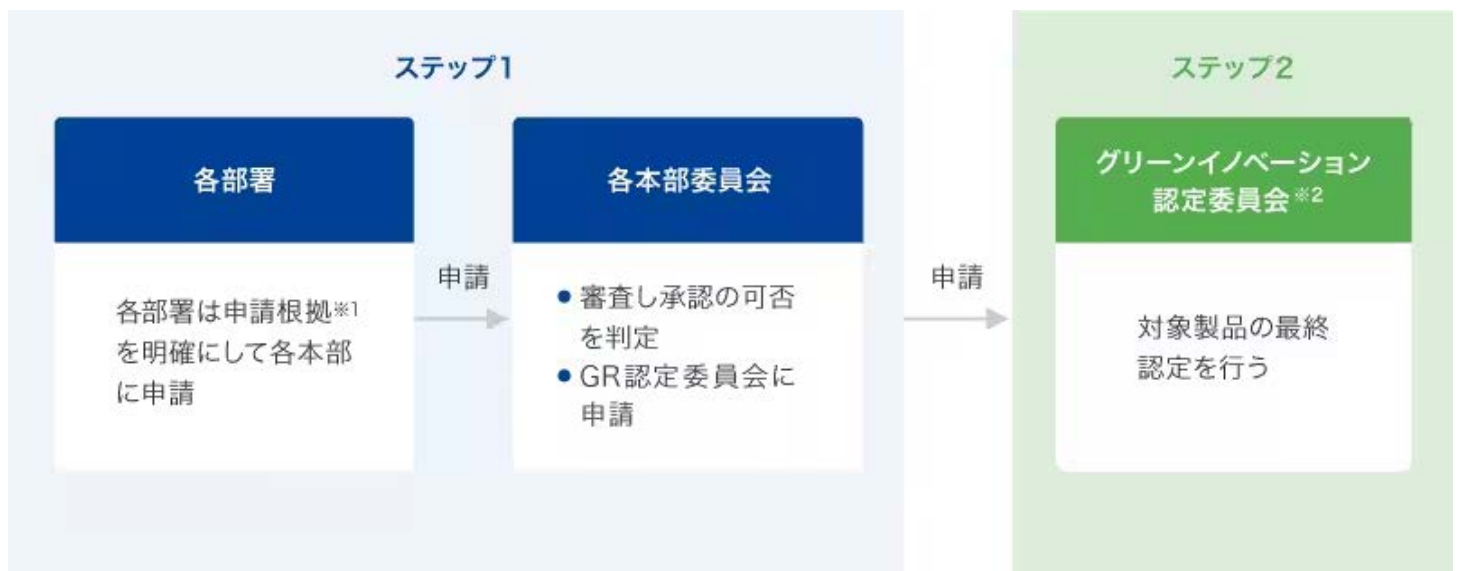 ステップ1
各部署
各部署は申請根拠※1
を明確にして各本部
に申請
申請
各本部委員会
● 審査し承認の可否
を判定
● GR認定委員会に
申請
申請
ステップ2
グリーンイノベーション
認定委員会※2
対象製品の最終
認定を行う